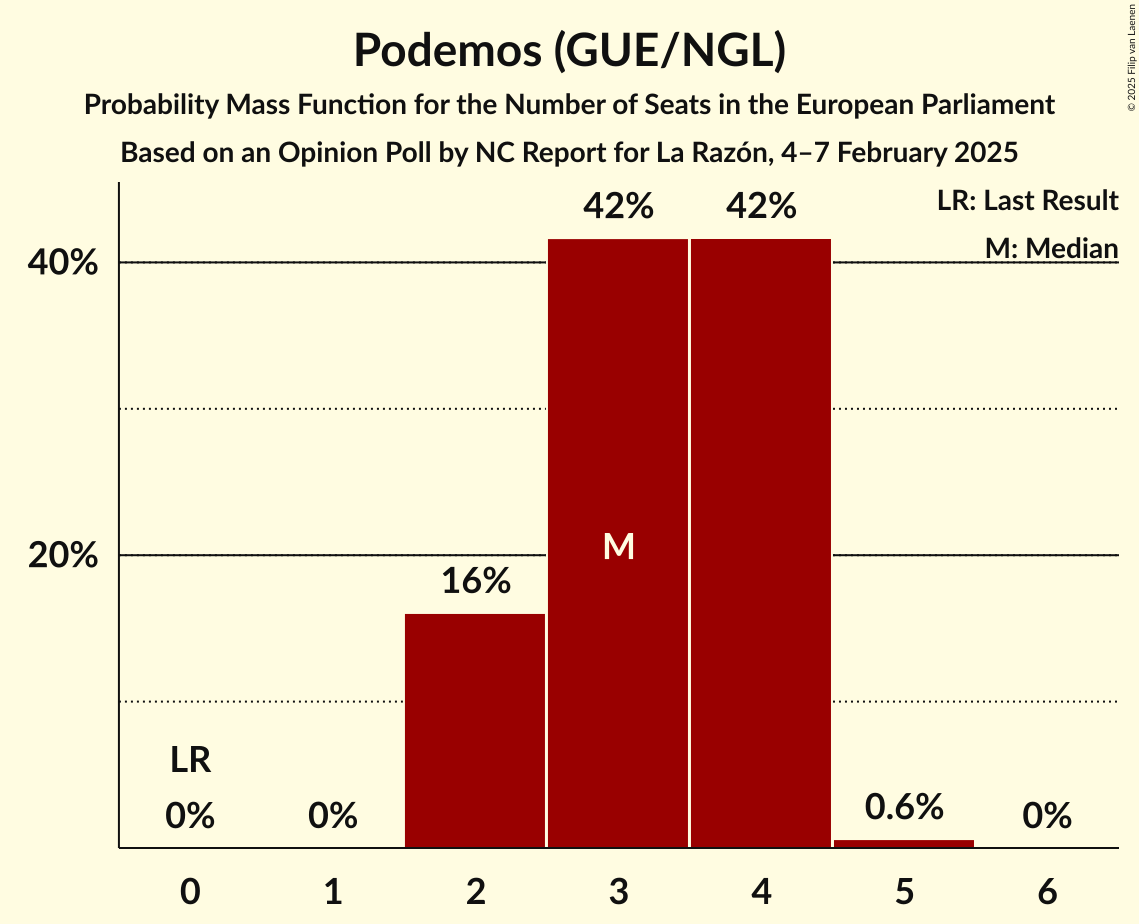 Podemos (GUE/NGL)
Probability Mass Function for the Number of Seats in the European Parliament
Based on an Opinion Poll by NC Report for La Razón, 4–7 February 2025
© 2025 Filip van Laenen
LR: Last Result
M: Median
42%
42%
40%
M
20%
16%
LR
0%
0%
0.6%
0%
0
1
2
3
4
5
6